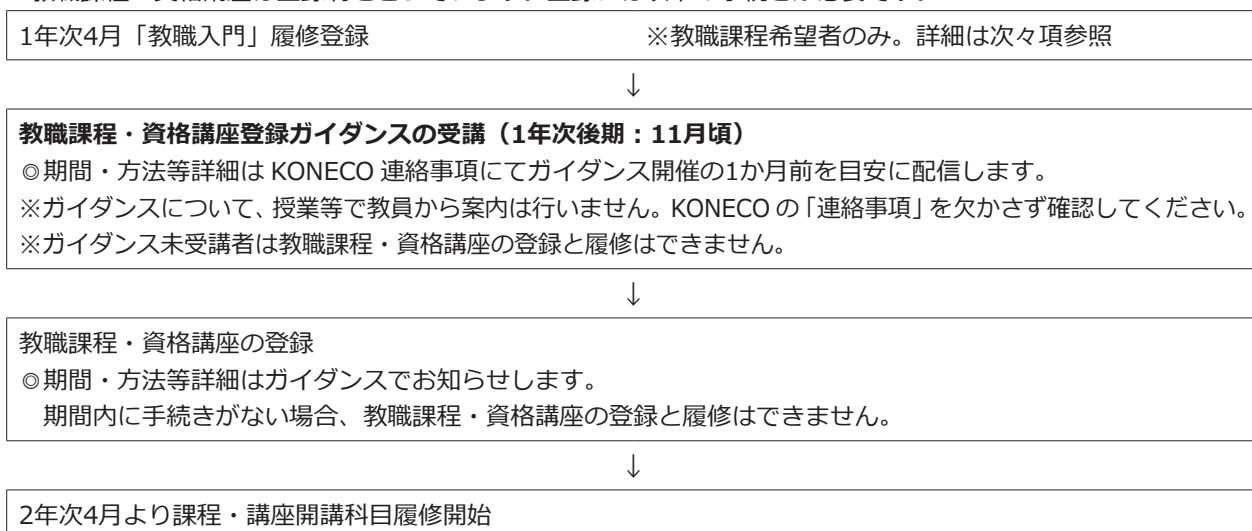 1年次4月「教職入門」履修登録　※教職課程希望者のみ。詳細は次々項参照
↓
教職課程・資格講座登録ガイダンスの受講（1年次後期：11月頃）
◎期間・方法等詳細は KONECO 連絡事項にてガイダンス開催の1か月前を目安に配信します。
※ガイダンスについて、授業等で教員から案内は行いません。KONECO の「連絡事項」を欠かさず確認してください。
※ガイダンス未受講者は教職課程・資格講座の登録と履修はできません。
↓
教職課程・資格講座の登録
◎期間・方法等詳細はガイダンスでお知らせします。
期間内に手続きがない場合、教職課程・資格講座の登録と履修はできません。
↓
2年次4月より課程・講座開講科目履修開始